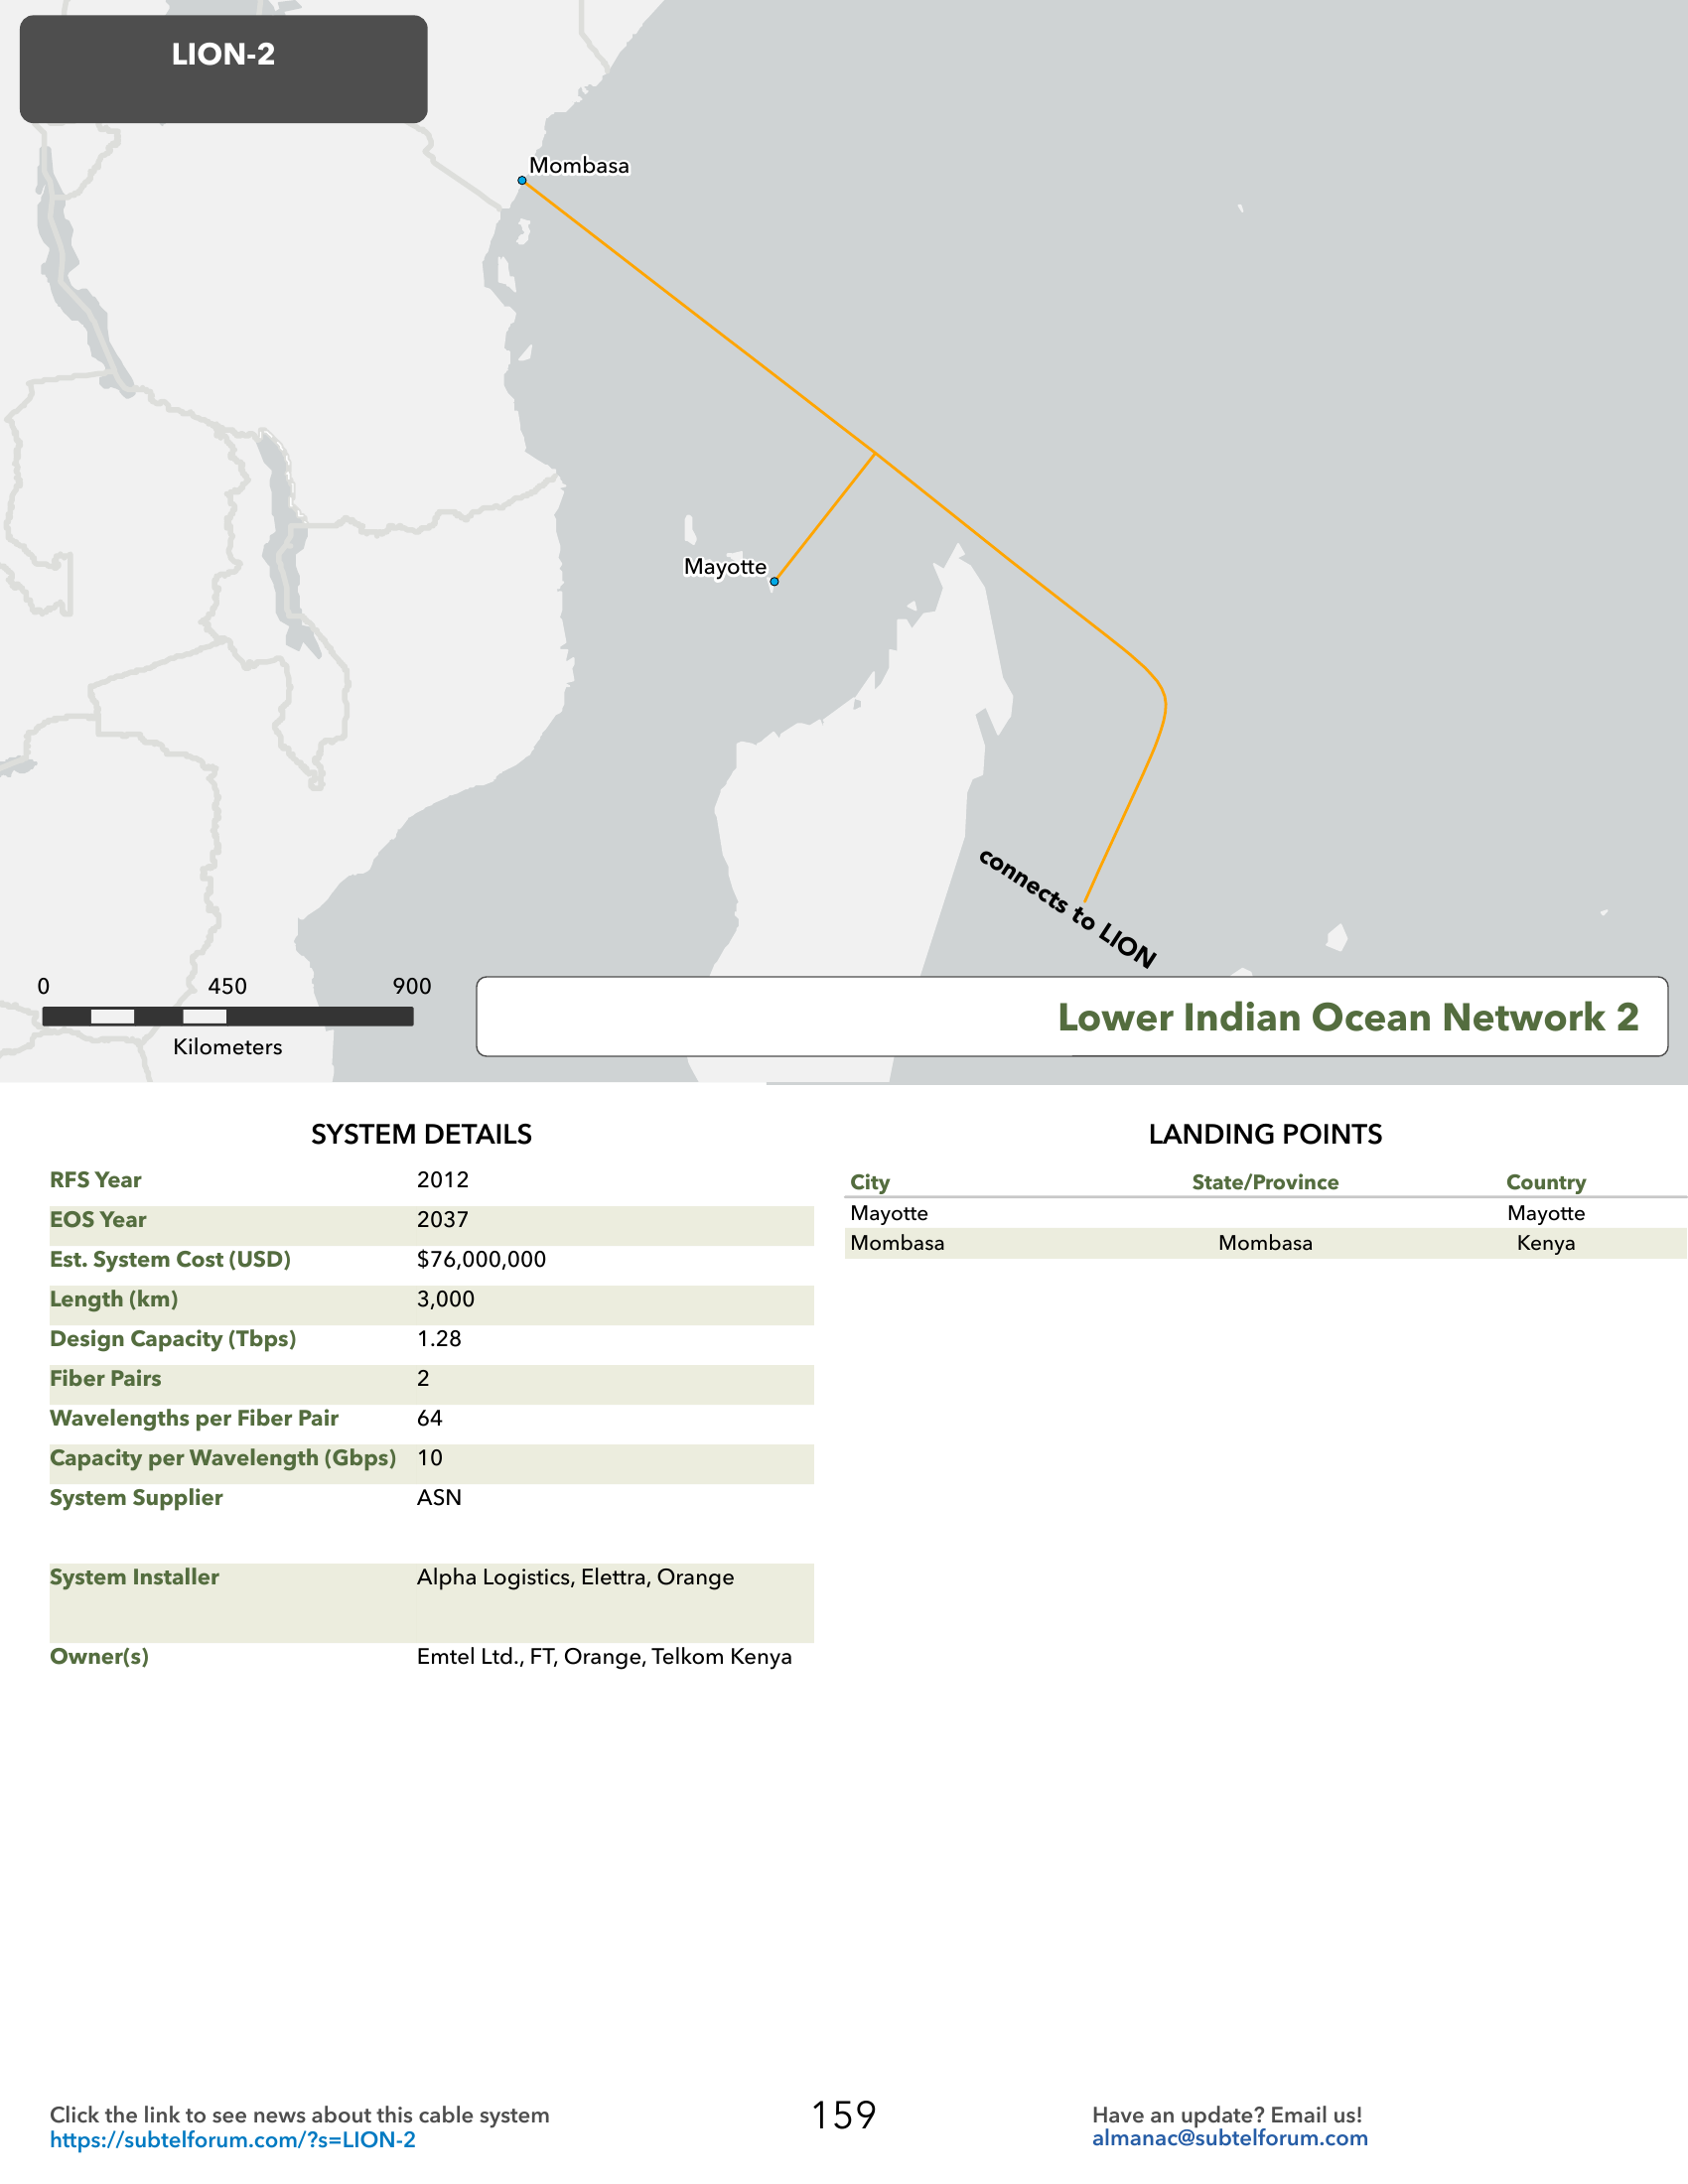 LION-2
Mombasa
Mayotte
connects to LION
0 450 900
Kilometers
Lower Indian Ocean Network 2
SYSTEM DETAILS
RFS Year 2012
EOS Year 2037
Est. System Cost (USD) $76,000,000
Length (km) 3,000
Design Capacity (Tbps) 1.28
Fiber Pairs 2
Wavelengths per Fiber Pair 64
Capacity per Wavelength (Gbps) 10
System Supplier ASN
System Installer Alpha Logistics, Elettra, Orange
Owner(s) Emtel Ltd., FT, Orange, Telkom Kenya
LANDING POINTS
City State/Province Country
Mayotte Mayotte
Mombasa Mombasa Kenya
Click the link to see news about this cable system
https://subtelforum.com/?s=LION-2
159
Have an update? Email us!
almanac@subtelforum.com